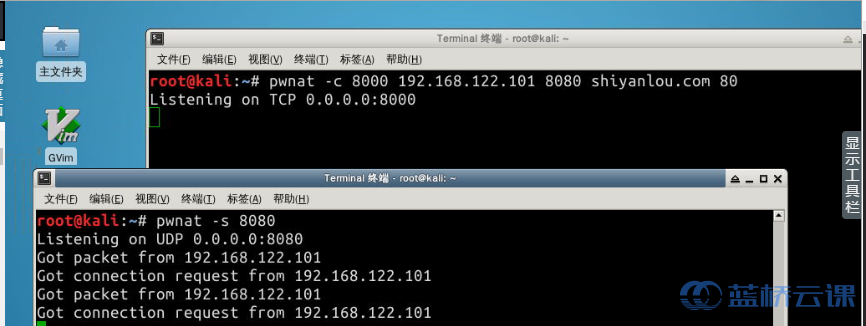 主文件夹
GVim
Terminal 终端 - root@kali: ~
文件(F) 编辑(E) 视图(V) 终端(T) 标签(A) 帮助(H)
root@kali:~# pwnat -c 8000 192.168.122.101 8080 shiyanlou.com 80
Listening on TCP 0.0.0.0:8000
Terminal 终端 - root@kali: ~
文件(F) 编辑(E) 视图(V) 终端(T) 标签(A) 帮助(H)
root@kali:~# pwnat -s 8080
Listening on UDP 0.0.0.0:8080
Got packet from 192.168.122.101
Got connection request from 192.168.122.101
Got packet from 192.168.122.101
Got connection request from 192.168.122.101
显示工具栏
蓝桥云课